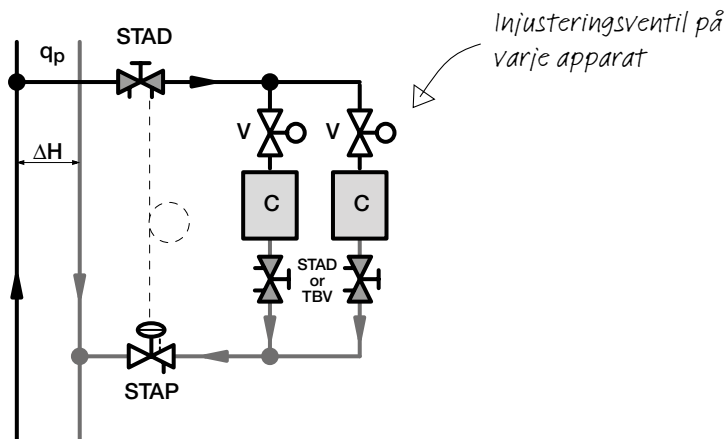 Injusteringsventil på
varje apparat
STAD
qp
V
V
ΔH
C
C
STAD
or
TBV
STAP